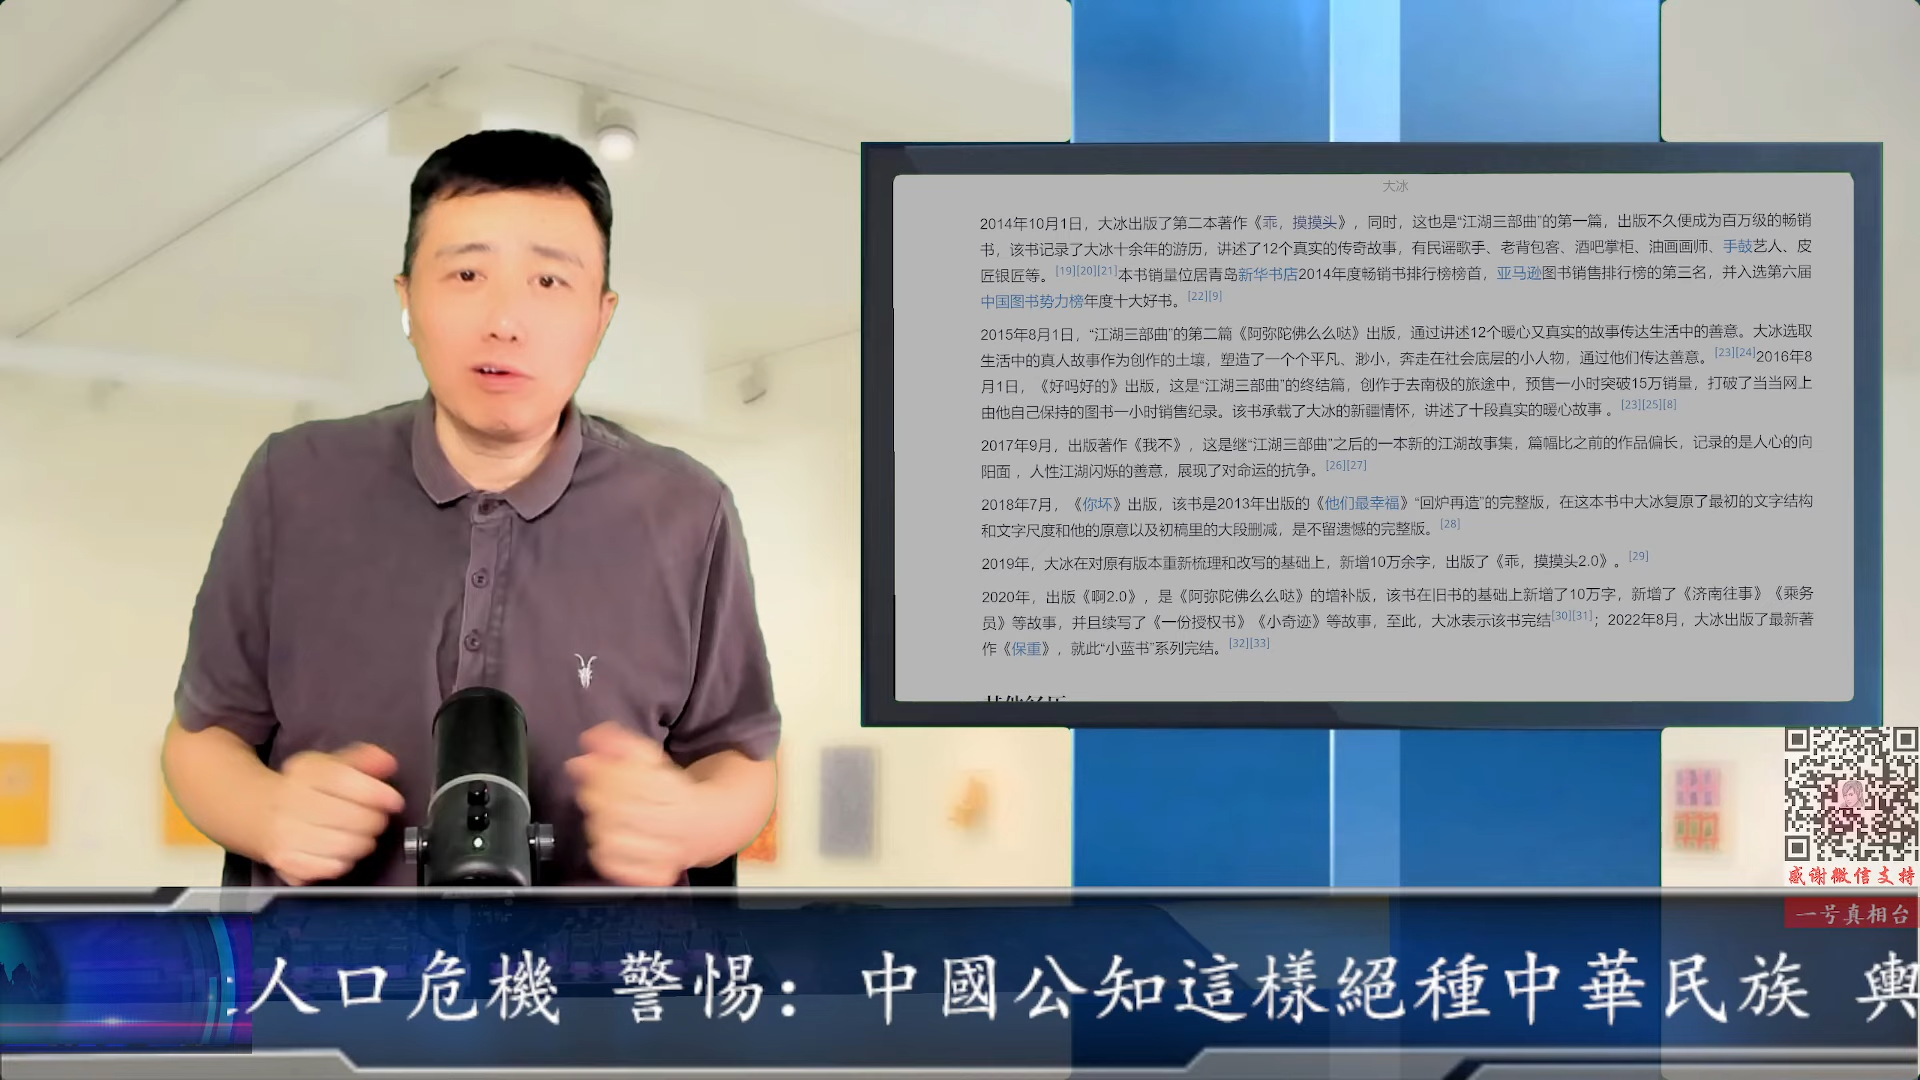 大冰
2014年10月1日，大冰出版了第二本著作《乖，摸摸头》，同时，这也是“江湖三部曲”的第一篇，出版不久便成为百万级的畅销
书，该书记录了大冰十余年的游历，讲述了12个真实的传奇故事，有民谣歌手、老背包客、酒吧掌柜、油画画师、手鼓艺人、皮
匠银匠等。[19][20][21]本书销量位居青岛新华书店2014年度畅销书排行榜榜首，亚马逊图书销售排行榜的第三名，并入选第六届
中国图书势力榜年度十大好书。[22][9]
2015年8月1日，“江湖三部曲”的第二篇《阿弥陀佛么么哒》出版，通过讲述12个暖心又真实的故事传达生活中的善意。大冰选取
生活中的真人故事作为创作的土壤，塑造了一个个平凡、渺小，奔走在社会底层的小人物，通过他们传达善意。[23][24]2016年8
月1日，《好吗好的》出版，这是“江湖三部曲”的终结篇，创作于去南极的旅途中，预售一小时突破15万销量，打破了当当网上
由他自己保持的图书一小时销售纪录。该书承载了大冰的新疆情怀，讲述了十段真实的暖心故事 。[23][25][8]
2017年9月，出版著作《我不》，这是继“江湖三部曲”之后的一本新的江湖故事集，篇幅比之前的作品偏长，记录的是人心的向
阳面 ，人性江湖闪烁的善意，展现了对命运的抗争。[26][27]
2018年7月，《你坏》出版，该书是2013年出版的《他们最幸福》“回炉再造”的完整版，在这本书中大冰复原了最初的文字结构
和文字尺度和他的原意以及初稿里的大段删减，是不留遗憾的完整版。[28]
2019年，大冰在对原有版本重新梳理和改写的基础上，新增10万余字，出版了《乖，摸摸头2.0》。[29]
2020年，出版《啊2.0》，是《阿弥陀佛么么哒》的增补版，该书在旧书的基础上新增了10万字，新增了《济南往事》《乘务
员》等故事，并且续写了《一份授权书》《小奇迹》等故事，至此，大冰表示该书完结[30][31]；2022年8月，大冰出版了最新著
作《保重》，就此“小蓝书”系列完结。[32][33]
感谢微信支持
一号真相台
人口危機 警惕：中國公知這樣絕種中華民族 輿